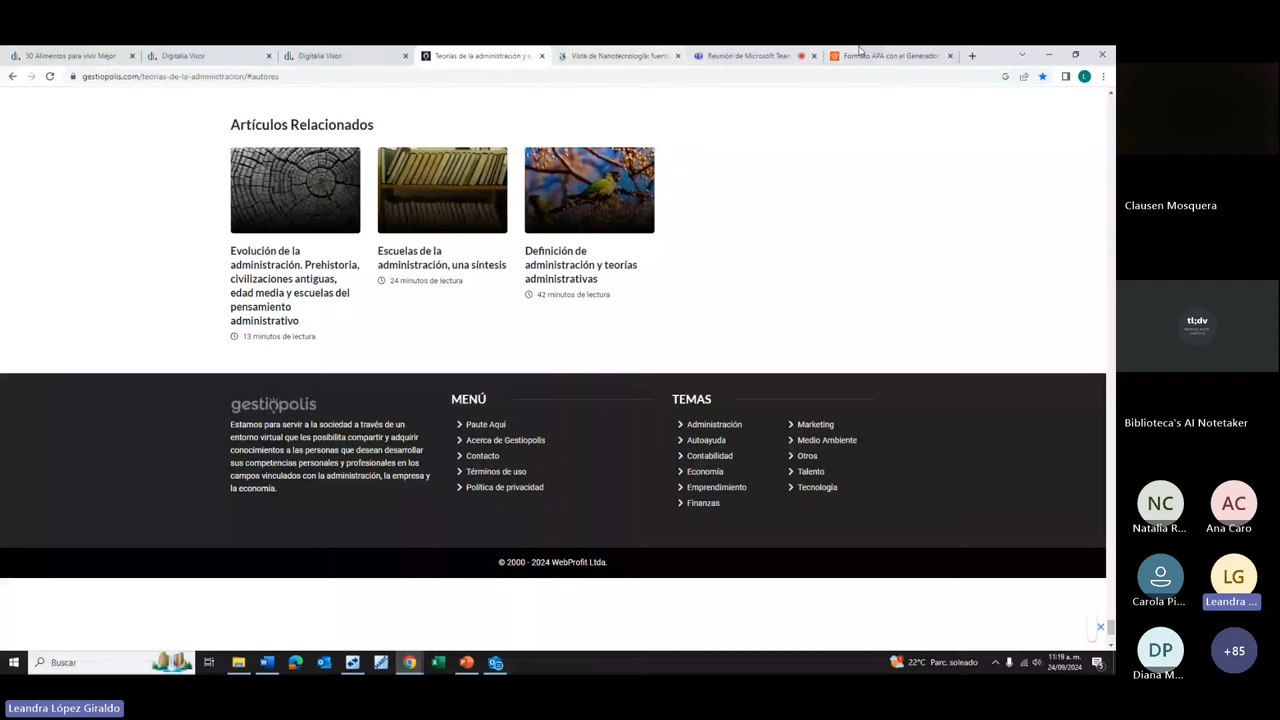 30 Alimentos para vivir Mejor
Digitalia Visor
Digitalia Visor
Teorías de la administración y
Vista de Nanotecnología: fuent
Reunión de Microsoft Team
Formato APA con el Generador
gestiopolis.com/teorias-de-la-administracion/#autores
Artículos Relacionados
Evolución de la
administración. Prehistoria,
civilizaciones antiguas,
edad media y escuelas del
pensamiento
administrativo
13 minutos de lectura
Escuelas de la
administración, una síntesis
24 minutos de lectura
Definición de
administración y teorías
administrativas
42 minutos de lectura
gestiopolis
Estamos para servir a la sociedad a través de un
entorno virtual que les posibilita compartir y adquirir
conocimientos a las personas que desean desarrollar
sus competencias personales y profesionales en los
campos vinculados con la administración, la empresa y
la economía.
MENÚ
Paute Aquí
Acerca de Gestiopolis
Contacto
Términos de uso
Política de privacidad
TEMAS
Administración
Autoayuda
Contabilidad
Economía
Emprendimiento
Finanzas
Marketing
Medio Ambiente
Otros
Talento
Tecnología
© 2000 - 2024 WebProfit Ltda.
Buscar
22°C Parc. soleado
11:19 a. m.
24/09/2024
Leandra López Giraldo
Clausen Mosquera
tl;dv
Biblioteca's AI Notetaker
NC
Natalia R...
AC
Ana Caro
Carola Pi...
LG
Leandra ...
DP
Diana M...
+85